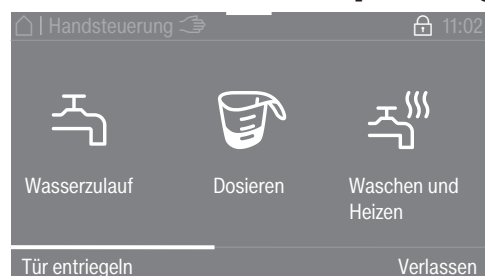 | Handsteuerung 11:02
Wasserzulauf Dosieren Waschen und
Heizen
Tür entriegeln Verlassen